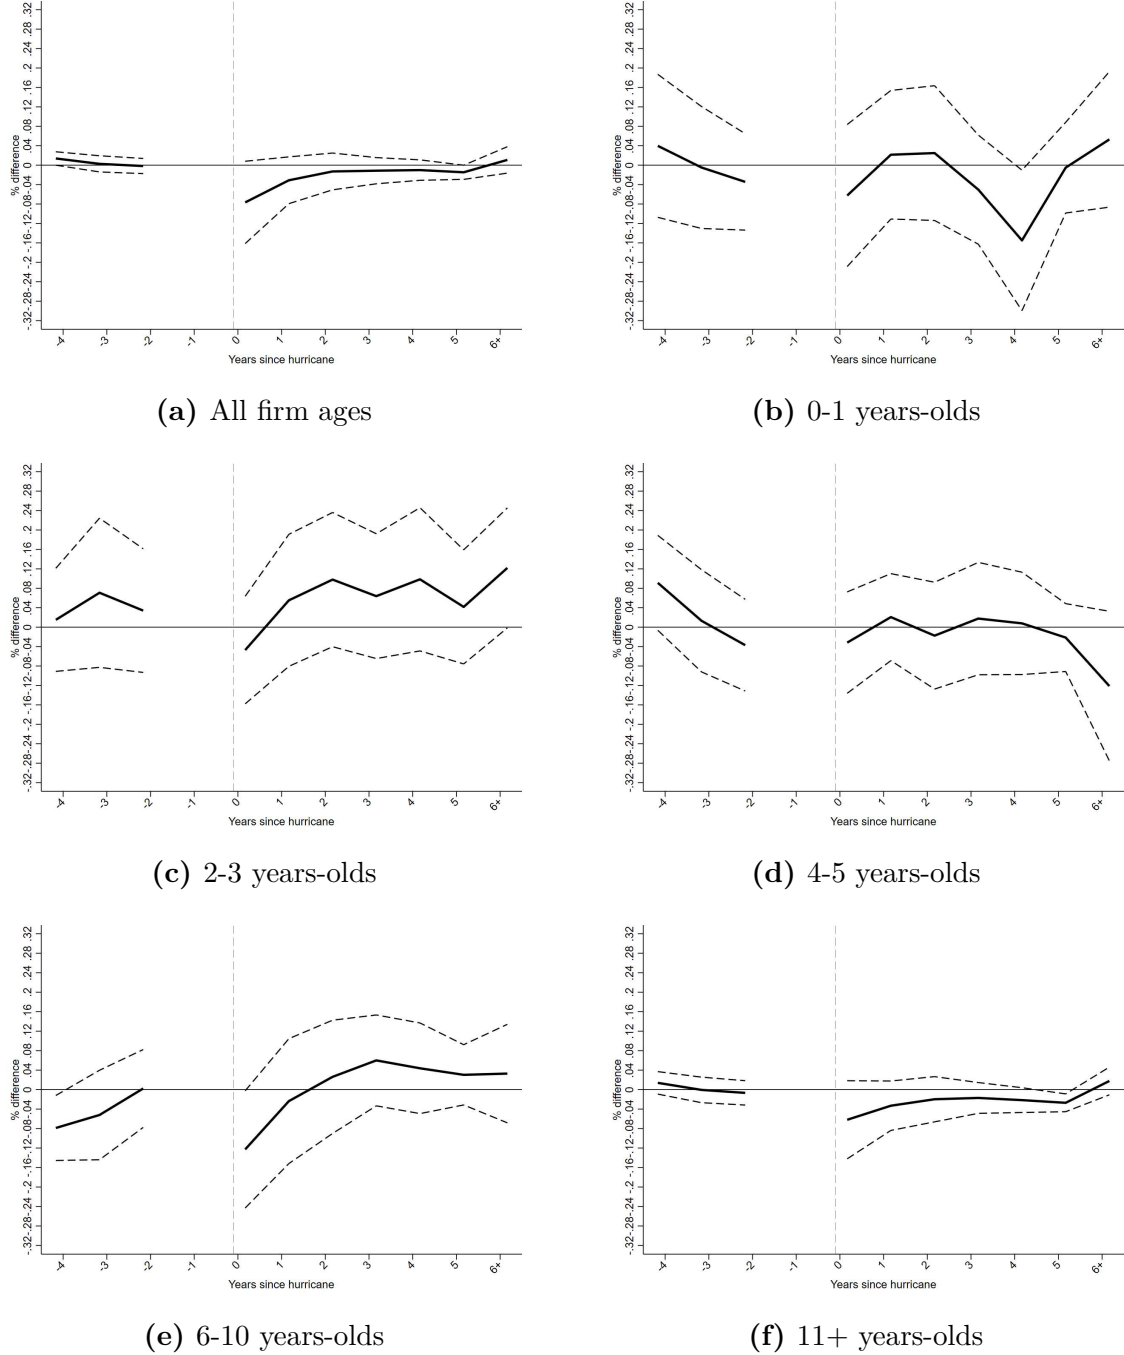 -.32-.28-.24 -.2 -.16-.12-.08-.04 0 .04 .08 .12 .16 .2 .24 .28 .32
% difference
-4 -3 -2 -1 0 1 2 3 4 5 6+
Years since hurricane
(a) All firm ages
-.32-.28-.24 -.2 -.16-.12-.08-.04 0 .04 .08 .12 .16 .2 .24 .28 .32
% difference
-4 -3 -2 -1 0 1 2 3 4 5 6+
Years since hurricane
(b) 0-1 years-olds
-.32-.28-.24 -.2 -.16-.12-.08-.04 0 .04 .08 .12 .16 .2 .24 .28 .32
% difference
-4 -3 -2 -1 0 1 2 3 4 5 6+
Years since hurricane
(c) 2-3 years-olds
-.32-.28-.24 -.2 -.16-.12-.08-.04 0 .04 .08 .12 .16 .2 .24 .28 .32
% difference
-4 -3 -2 -1 0 1 2 3 4 5 6+
Years since hurricane
(d) 4-5 years-olds
-.32-.28-.24 -.2 -.16-.12-.08-.04 0 .04 .08 .12 .16 .2 .24 .28 .32
% difference
-4 -3 -2 -1 0 1 2 3 4 5 6+
Years since hurricane
(e) 6-10 years-olds
-.32-.28-.24 -.2 -.16-.12-.08-.04 0 .04 .08 .12 .16 .2 .24 .28 .32
% difference
-4 -3 -2 -1 0 1 2 3 4 5 6+
Years since hurricane
(f) 11+ years-olds